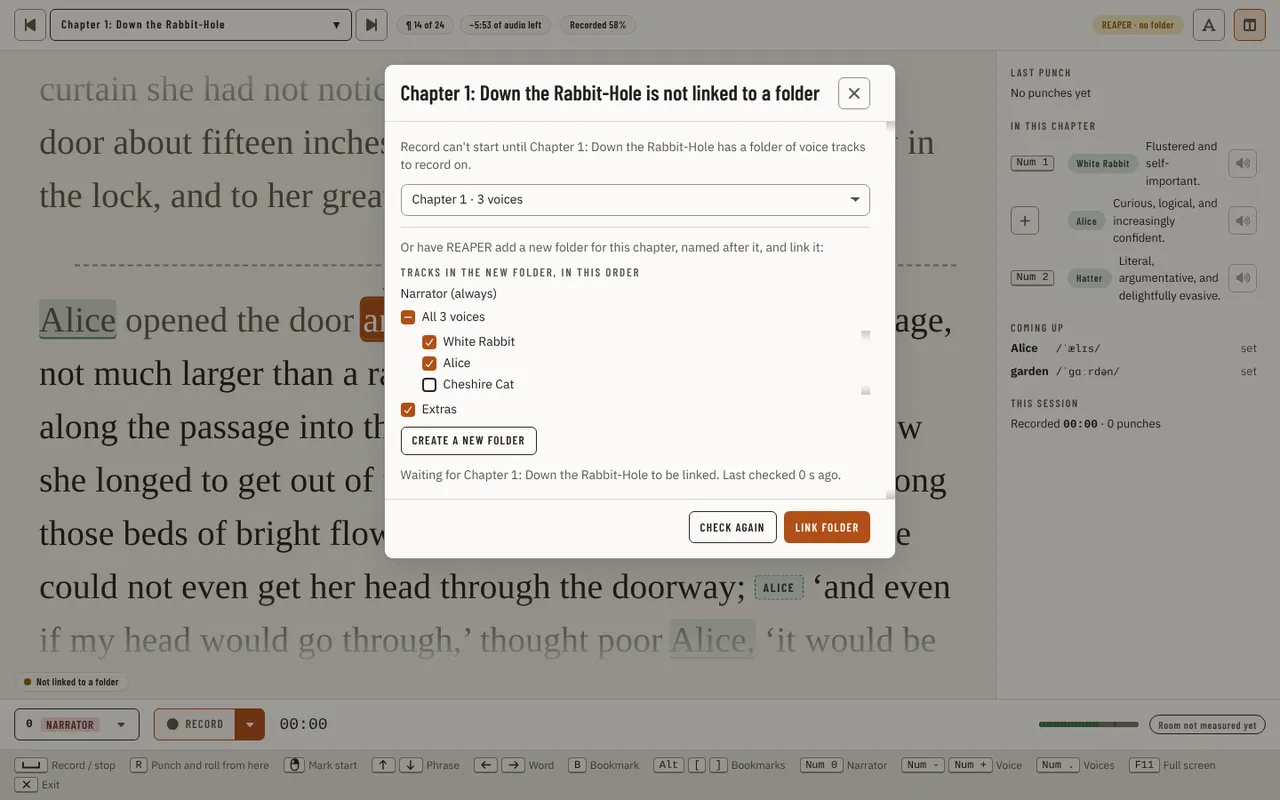 Chapter 1: Down the Rabbit-Hole
¶ 14 of 24
~5:53 of audio left
Recorded 58%
REAPER · no folder
A
curtain she had not notic
door about fifteen inches
y in
the lock, and to her grea
Alice opened the door
age,
not much larger than a ra
along the passage into th
w
she longed to get out of
ong
those beds of bright flow
e
could not even get her head through the doorway; ALICE ‘and even
if my head would go through,’ thought poor Alice, ‘it would be
Chapter 1: Down the Rabbit-Hole is not linked to a folder
Record can't start until Chapter 1: Down the Rabbit-Hole has a folder of voice tracks
to record on.
Chapter 1 · 3 voices
Or have REAPER add a new folder for this chapter, named after it, and link it:
TRACKS IN THE NEW FOLDER, IN THIS ORDER
Narrator (always)
All 3 voices
White Rabbit
Alice
Cheshire Cat
Extras
CREATE A NEW FOLDER
Waiting for Chapter 1: Down the Rabbit-Hole to be linked. Last checked 0 s ago.
CHECK AGAIN
LINK FOLDER
LAST PUNCH
No punches yet
IN THIS CHAPTER
Num 1 White Rabbit Flustered and
self-
important.
+ Alice Curious, logical, and
increasingly
confident.
Num 2 Hatter Literal,
argumentative, and
delightfully evasive.
COMING UP
Alice /ˈælɪs/ set
garden /ˈɡɑːrdən/ set
THIS SESSION
Recorded 00:00 · 0 punches
Not linked to a folder
0 NARRATOR
RECORD
00:00
Room not measured yet
Record / stop R Punch and roll from here Mark start ↑ ↓ Phrase ← → Word B Bookmark Alt [ ] Bookmarks Num 0 Narrator Num - Num + Voice Num . Voices F11 Full screen
Exit